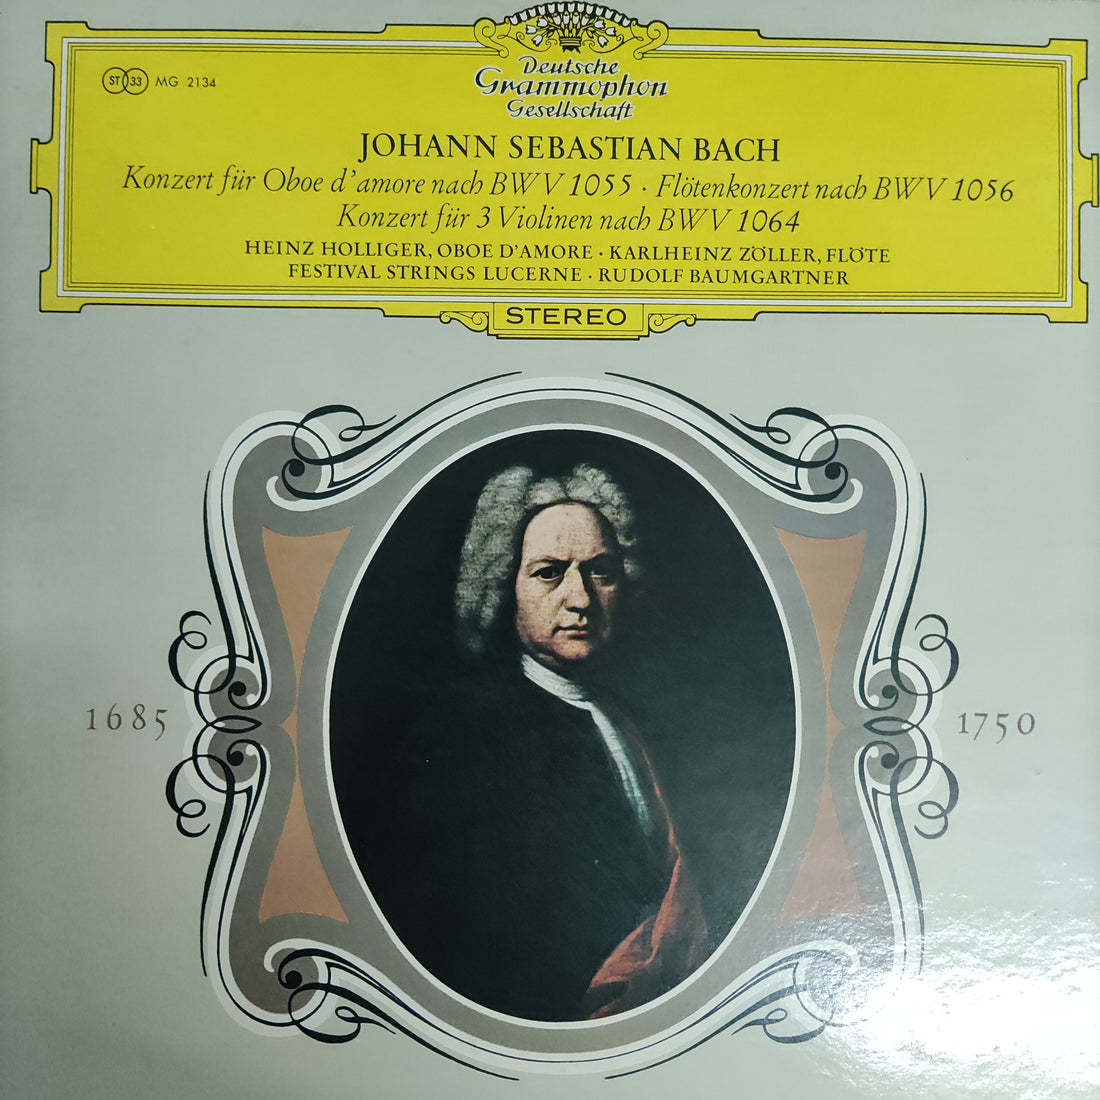 ST 33 MG 2134
Deutsche
Grammophon
Gesellschaft
JOHANN SEBASTIAN BACH
Konzert für Oboe d'amore nach BWV 1055 · Flötenkonzert nach BWV 1056
Konzert für 3 Violinen nach BWV 1064
HEINZ HOLLIGER, OBOE D'AMORE · KARLHEINZ ZÖLLER, FLÖTE
FESTIVAL STRINGS LUCERNE · RUDOLF BAUMGARTNER
STEREO
1685
1750